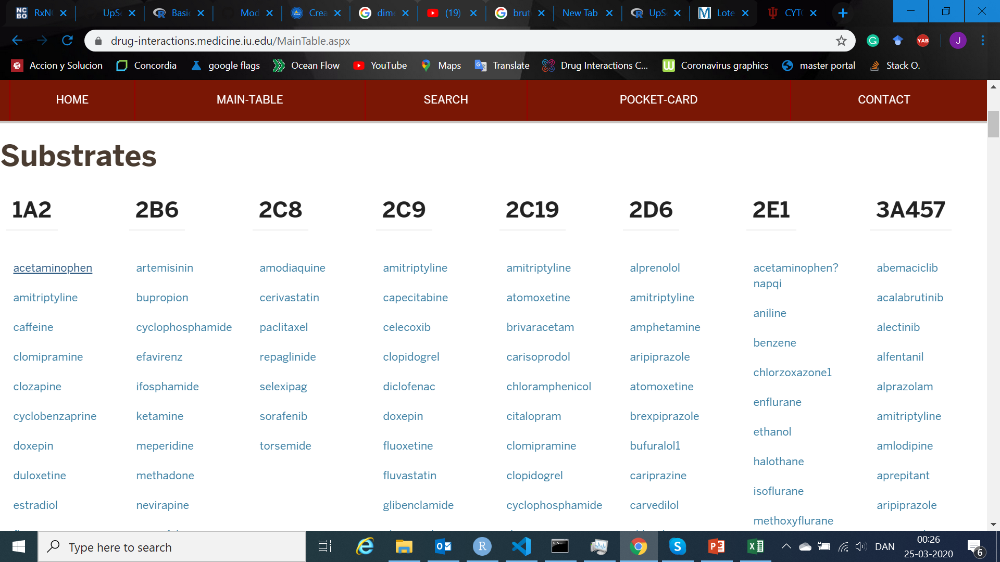 NC BO RxN UpS Basi Mod Crea dim (19) brut New Tab UpS Lote CYT
drug-interactions.medicine.iu.edu/MainTable.aspx YAB J
Accion y Solucion Concordia google flags Ocean Flow YouTube Maps Translate Drug Interactions C... Coronavirus graphics master portal Stack O.
HOME MAIN-TABLE SEARCH POCKET-CARD CONTACT
Substrates
1A2 2B6 2C8 2C9 2C19 2D6 2E1 3A457
acetaminophen artemisinin amodiaquine amitriptyline amitriptyline alprenolol acetaminophen? abemaciclib
napqi
amitriptyline bupropion cerivastatin capecitabine atomoxetine amitriptyline acalabrutinib
aniline
caffeine cyclophosphamide paclitaxel celecoxib brivaracetam amphetamine alectinib
benzene
clomipramine efavirenz repaglinide clopidogrel carisoprodol aripiprazole alfentanil
chlorzoxazone1
clozapine ifosphamide selexipag diclofenac chloramphenicol atomoxetine alprazolam
enflurane
cyclobenzaprine ketamine sorafenib doxepin citalopram brexpiprazole amitriptyline
ethanol
doxepin meperidine torsemide fluoxetine clomipramine bufuralol1 amlodipine
halothane
duloxetine methadone fluvastatin clopidogrel cariprazine aprepitant
isoflurane
estradiol nevirapine glibenclamide cyclophosphamide carvedilol aripiprazole
methoxyflurane
Type here to search DAN 00:26
25-03-2020 6